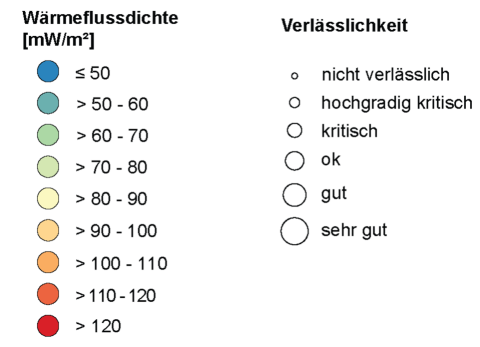 Wärmeflussdichte
[mW/m²]
≤ 50
> 50 - 60
> 60 - 70
> 70 - 80
> 80 - 90
> 90 - 100
> 100 - 110
> 110 - 120
> 120
Verlässlichkeit
nicht verlässlich
hochgradig kritisch
kritisch
ok
gut
sehr gut